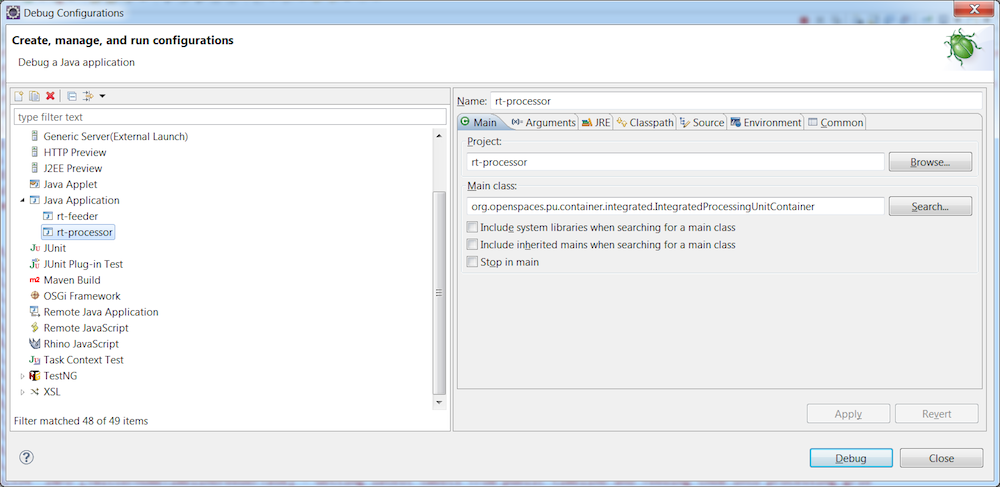 Debug Configurations
Create, manage, and run configurations
Debug a Java application
type filter text
Generic Server(External Launch)
HTTP Preview
J2EE Preview
Java Applet
Java Application
rt-feeder
rt-processor
JUnit
JUnit Plug-in Test
Maven Build
OSGi Framework
Remote Java Application
Remote JavaScript
Rhino JavaScript
Task Context Test
TestNG
XSL
Filter matched 48 of 49 items
Name: rt-processor
Main Arguments JRE Classpath Source Environment Common
Project:
rt-processor Browse...
Main class:
org.openspaces.pu.container.integrated.IntegratedProcessingUnitContainer Search...
Include system libraries when searching for a main class
Include inherited mains when searching for a main class
Stop in main
Apply Revert
Debug Close